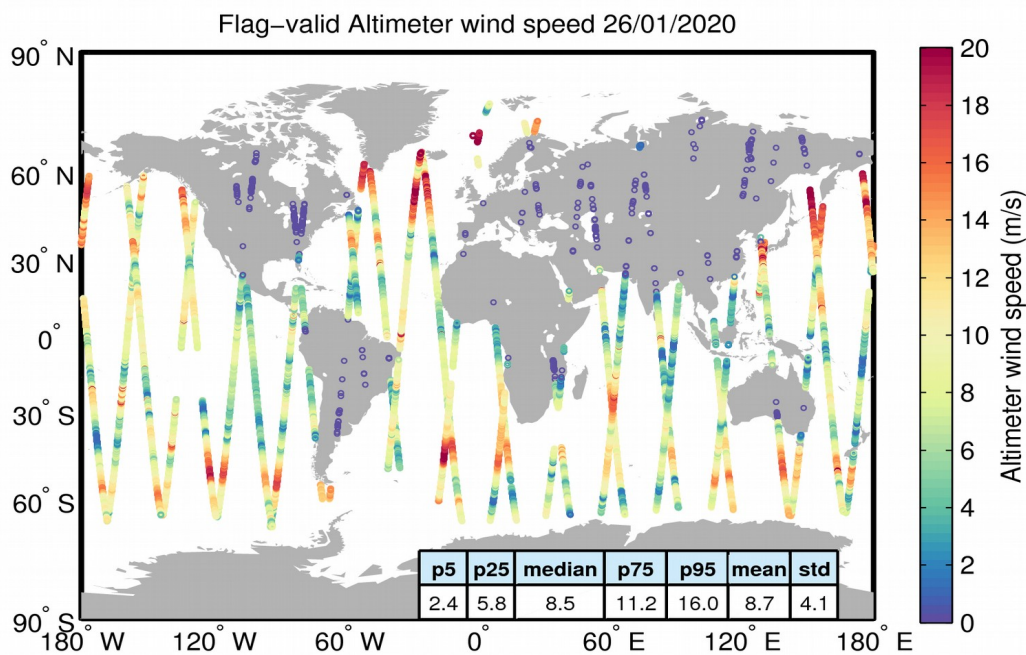 Flag−valid Altimeter wind speed 26/01/2020
90° N
60° N
30° N
0°
30° S
60° S
90° S
180° W
120° W
60° W
0°
60° E
120° E
180° E
20
18
16
14
12
10
8
6
4
2
0
Altimeter wind speed (m/s)
p5 p25 median p75 p95 mean std
2.4 5.8 8.5 11.2 16.0 8.7 4.1